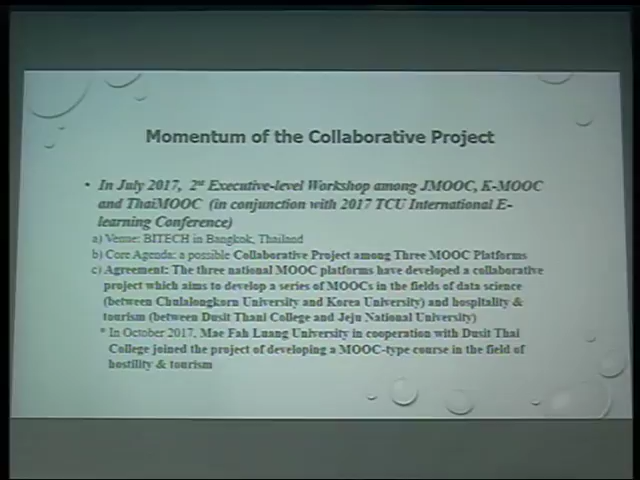 Momentum of the Collaborative Project
• In July 2017, 2st Executive-level Workshop among JMOOC, K-MOOC
and ThaiMOOC (in conjunction with 2017 TCU International E-
learning Conference)
a) Venue: BITECH in Bangkok, Thailand
b) Core Agenda: a possible Collaborative Project among Three MOOC Platforms
c) Agreement: The three national MOOC platforms have developed a collaborative
project which aims to develop a series of MOOCs in the fields of data science
(between Chulalongkorn University and Korea University) and hospitality &
tourism (between Dusit Thani College and Jeju National University)
* In October 2017, Mae Fah Luang University in cooperation with Dusit Thai
College joined the project of developing a MOOC-type course in the field of
hostility & tourism